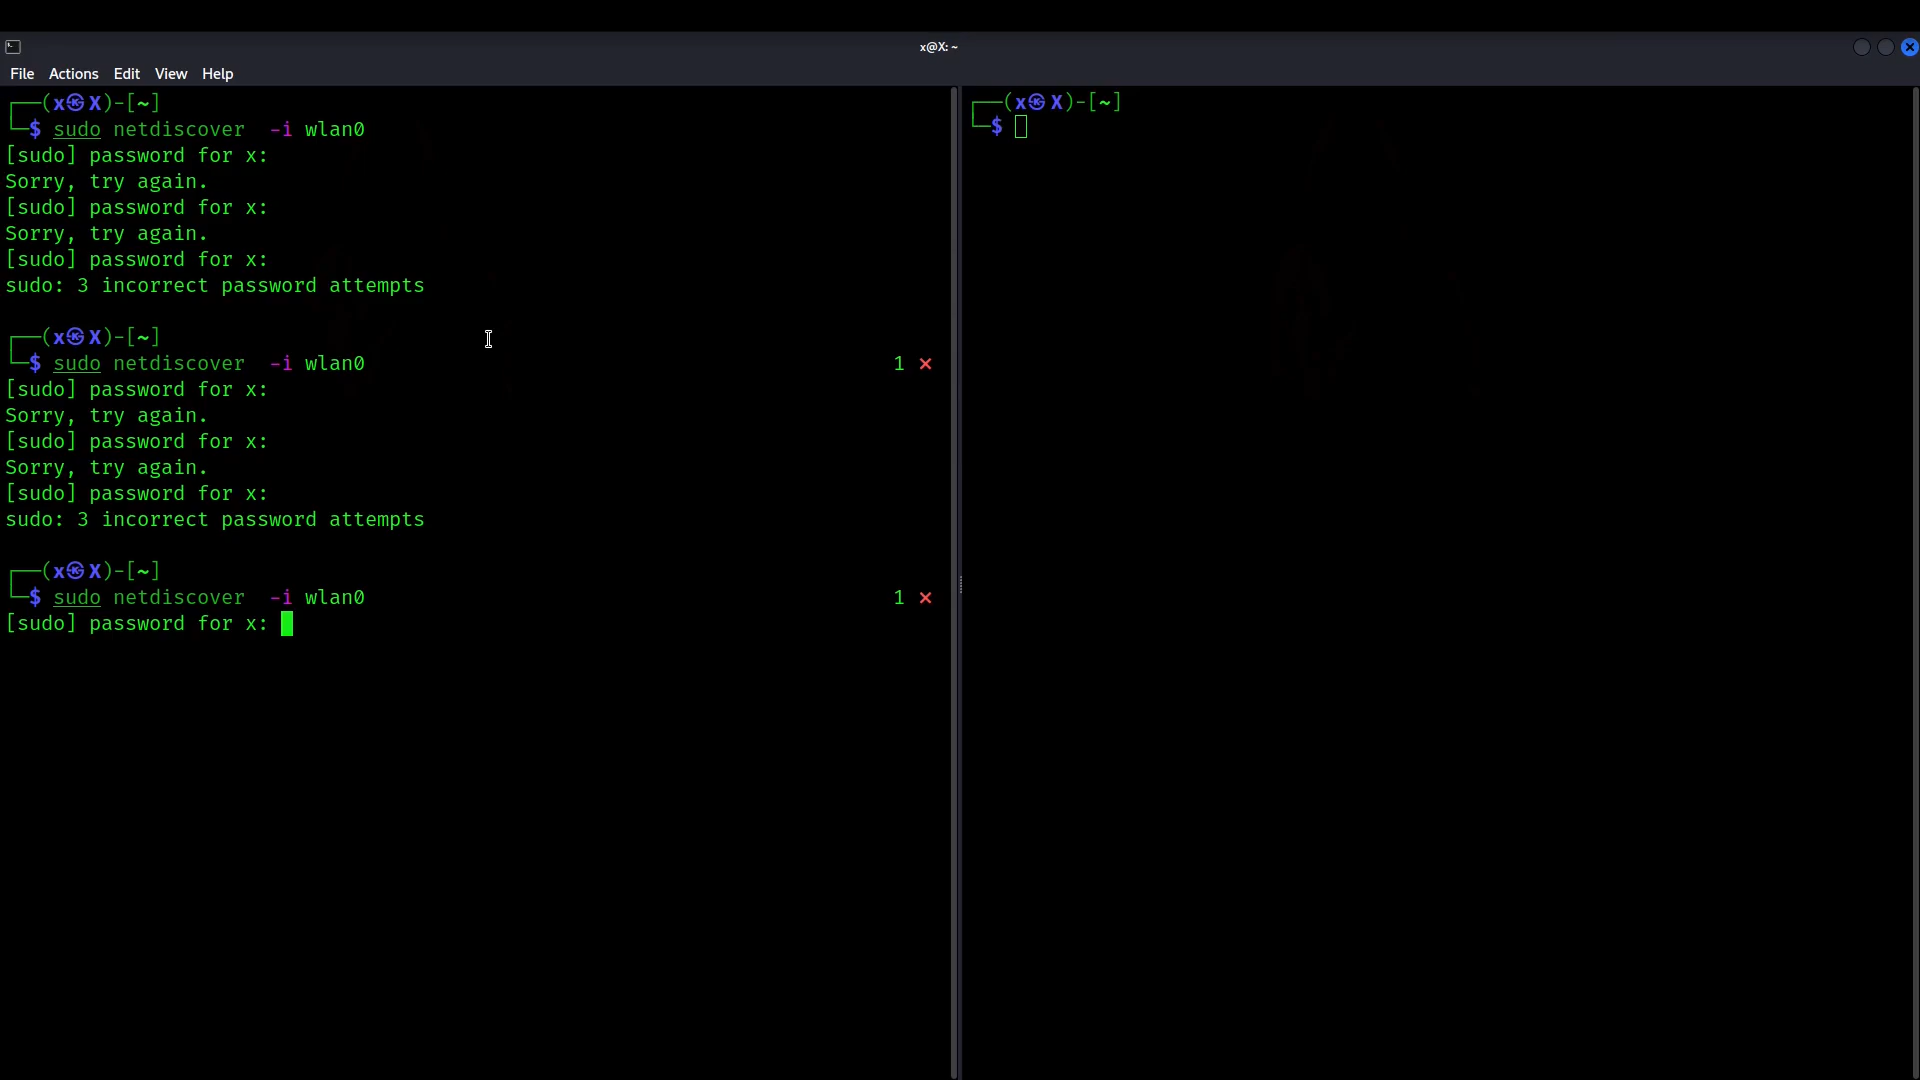 x@X: ~
File Actions Edit View Help
┌──(x㉿X)-[~]
└─$ sudo netdiscover  -i wlan0
[sudo] password for x:
Sorry, try again.
[sudo] password for x:
Sorry, try again.
[sudo] password for x:
sudo: 3 incorrect password attempts
┌──(x㉿X)-[~]
└─$ sudo netdiscover  -i wlan0 1 ⨯
[sudo] password for x:
Sorry, try again.
[sudo] password for x:
Sorry, try again.
[sudo] password for x:
sudo: 3 incorrect password attempts
┌──(x㉿X)-[~]
└─$ sudo netdiscover  -i wlan0 1 ⨯
[sudo] password for x:
┌──(x㉿X)-[~]
└─$